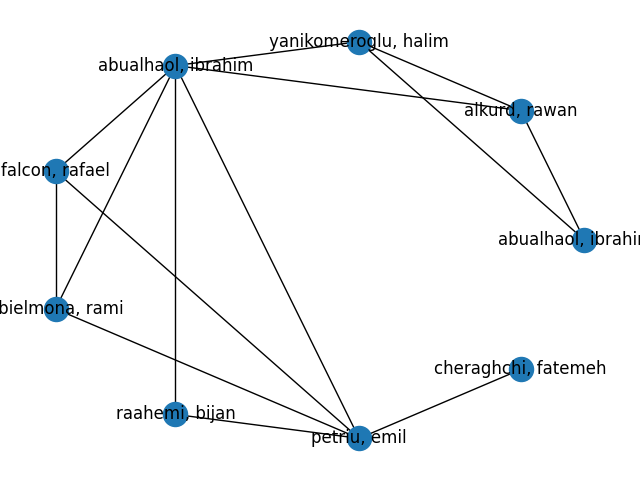 yanikomeroglu, halim
abualhaol, ibrahim
alkurd, rawan
falcon, rafael
abualhaol, ibrahim
bielmona, rami
cheraghchi, fatemeh
raahemi, bijan
petriu, emil